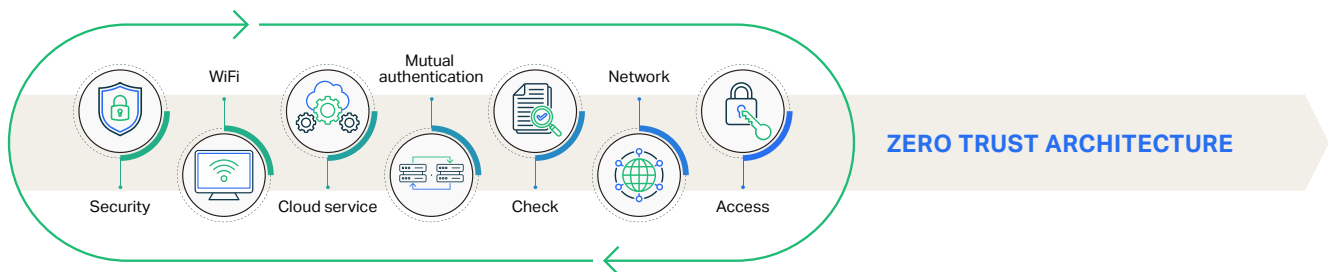 Security
WiFi
Cloud service
Mutual
authentication
Check
Network
Access
ZERO TRUST ARCHITECTURE